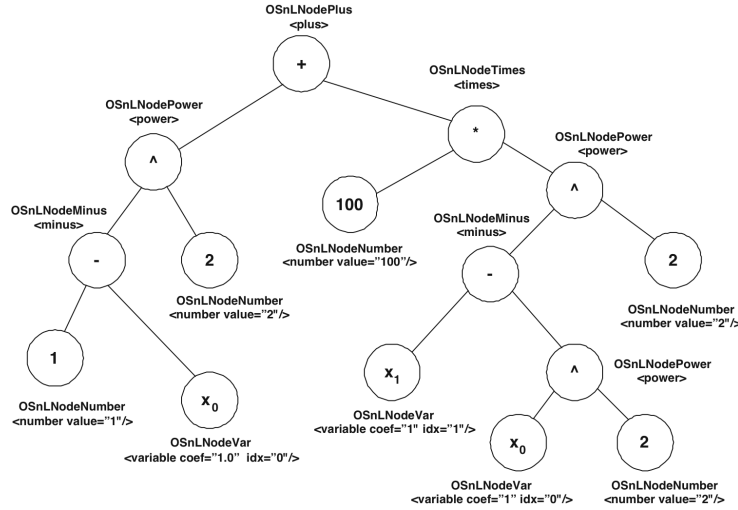 OSnLNodePlus
<plus>
+
OSnLNodeTimes
<times>
*
OSnLNodePower
<power>
^
OSnLNodePower
<power>
^
100
OSnLNodeNumber
<number value="100"/>
OSnLNodeMinus
<minus>
-
2
OSnLNodeNumber
<number value="2"/>
OSnLNodeMinus
<minus>
-
2
OSnLNodeNumber
<number value="2"/>
1
OSnLNodeNumber
<number value="1"/>
x0
OSnLNodeVar
<variable coef="1.0" idx="0"/>
x1
OSnLNodeVar
<variable coef="1" idx="1"/>
^
OSnLNodePower
<power>
x0
OSnLNodeVar
<variable coef="1" idx="0"/>
2
OSnLNodeNumber
<number value="2"/>